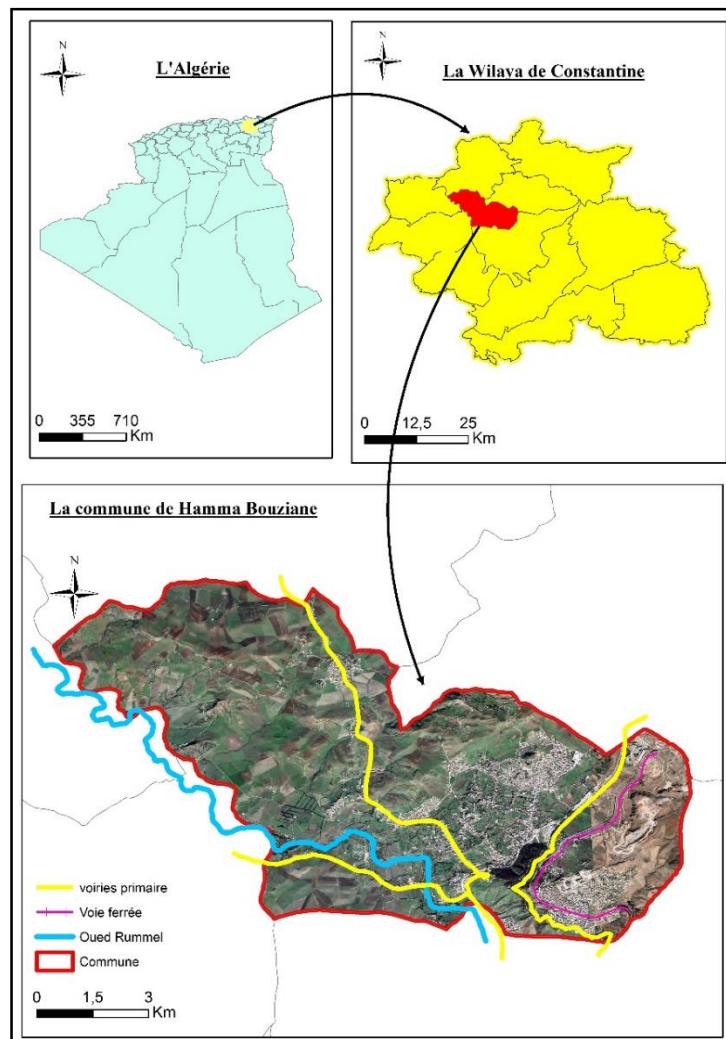 N
L'Algérie
0 355 710
Km
N
La Wilava de Constantine
0 12,5 25
Km
La commune de Hamma Bouziane
N
voiries primaire
Voie ferrée
Oued Rummel
Commune
0 1,5 3
Km